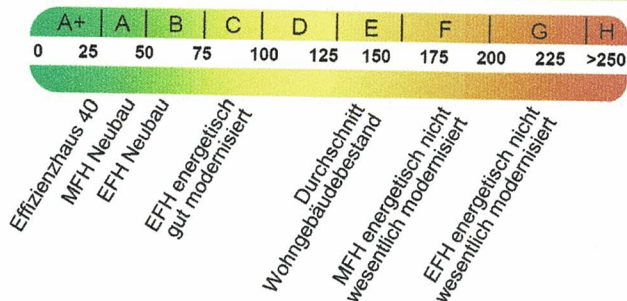 A+ A B C D E F G H
0 25 50 75 100 125 150 175 200 225 >250
Effizienzhaus 40
MFH Neubau
EFH Neubau
EFH energetisch
gut modernisiert
Durchschnitt
Wohngebäudebestand
MFH energetisch nicht
wesentlich modernisiert
EFH energetisch nicht
wesentlich modernisiert